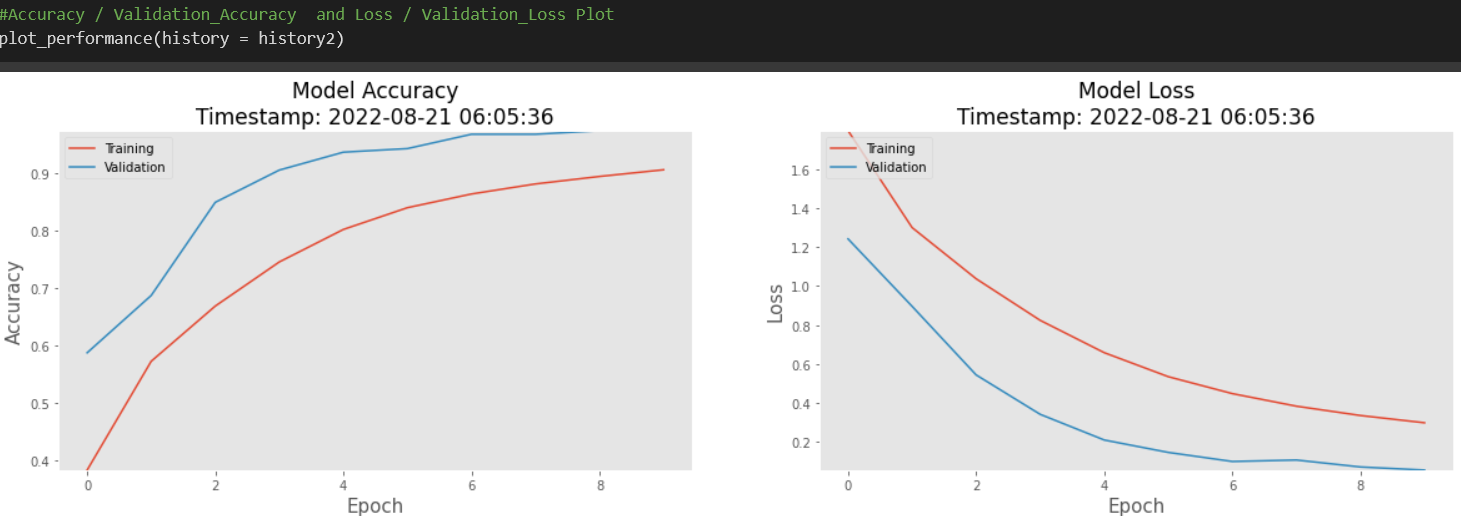 #Accuracy / Validation_Accuracy  and Loss / Validation_Loss Plot
plot_performance(history = history2)
Model Accuracy
Timestamp: 2022-08-21 06:05:36
Training
Validation
0.9
0.8
0.7
0.6
0.5
0.4
Accuracy
0
2
4
6
8
Epoch
Model Loss
Timestamp: 2022-08-21 06:05:36
Training
Validation
1.6
1.4
1.2
1.0
0.8
0.6
0.4
0.2
Loss
0
2
4
6
8
Epoch